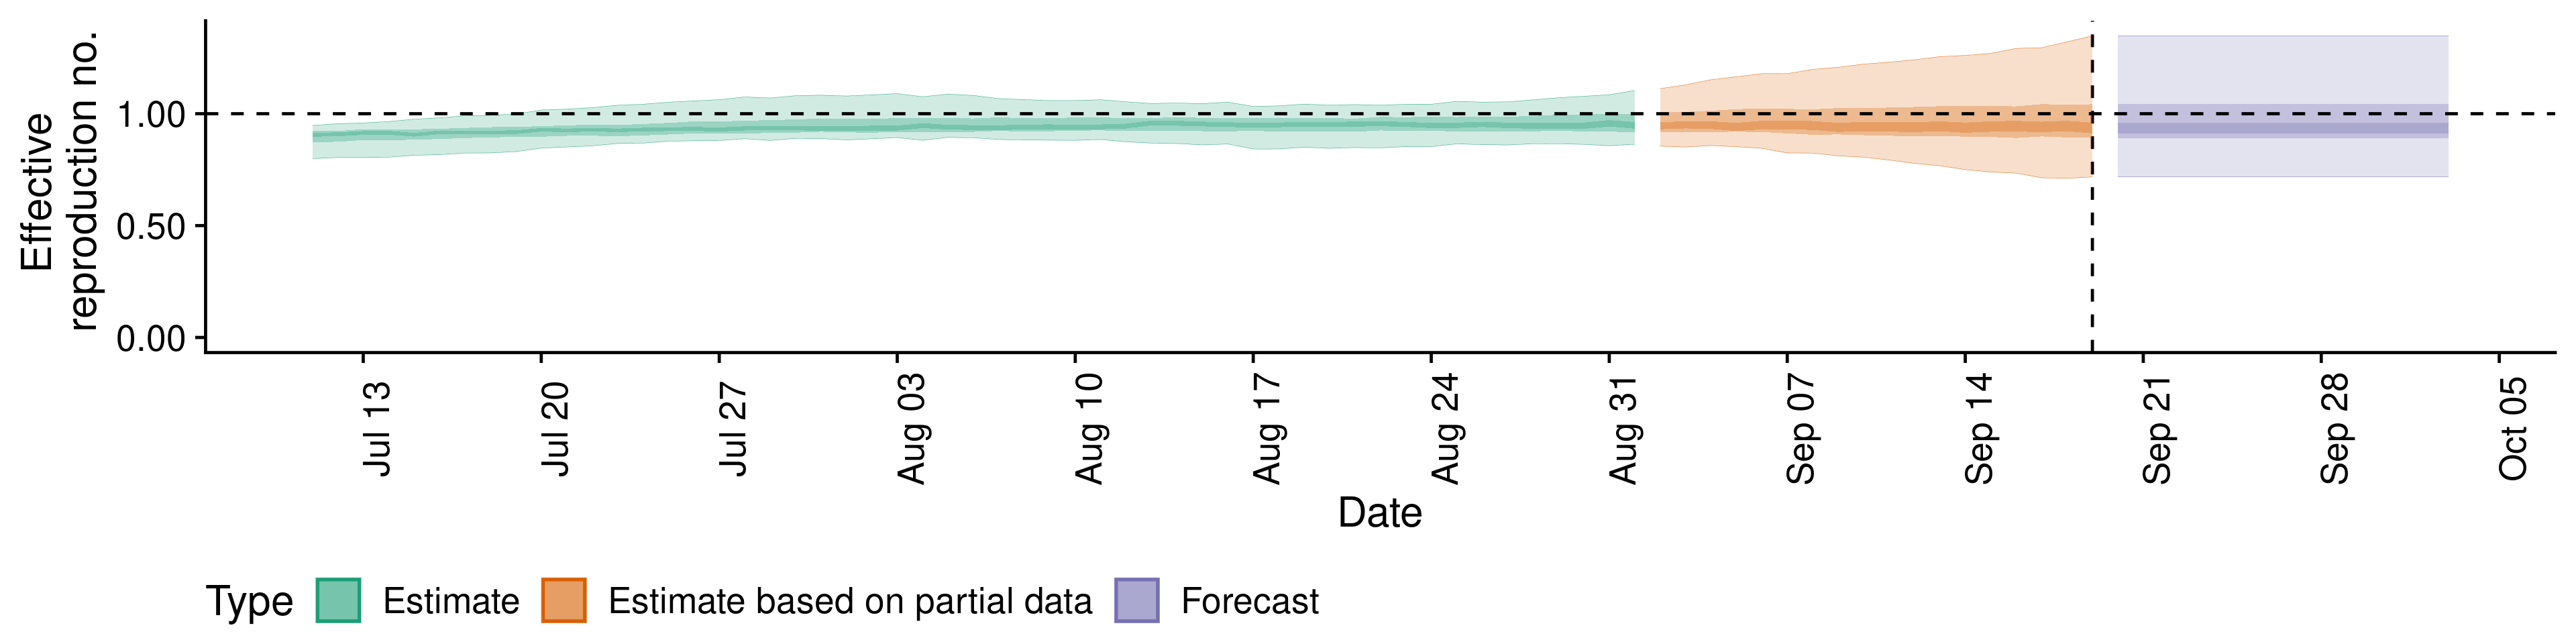 Effective
reproduction no.
1.00
0.50
0.00
Jul 13
Jul 20
Jul 27
Aug 03
Aug 10
Aug 17
Aug 24
Aug 31
Sep 07
Sep 14
Sep 21
Sep 28
Oct 05
Date
Type Estimate Estimate based on partial data Forecast